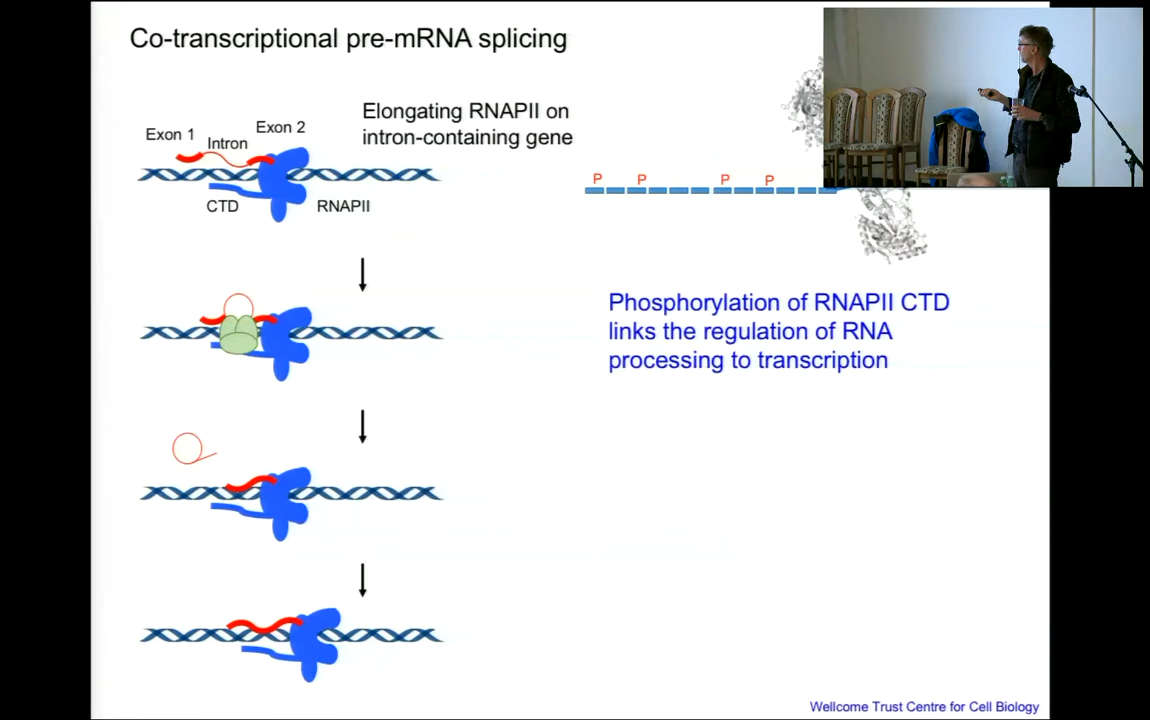 Co-transcriptional pre-mRNA splicing
Elongating RNAPII on
intron-containing gene
Exon 1
Intron
Exon 2
CTD
RNAPII
P
P
P
P
Phosphorylation of RNAPII CTD
links the regulation of RNA
processing to transcription
Wellcome Trust Centre for Cell Biology